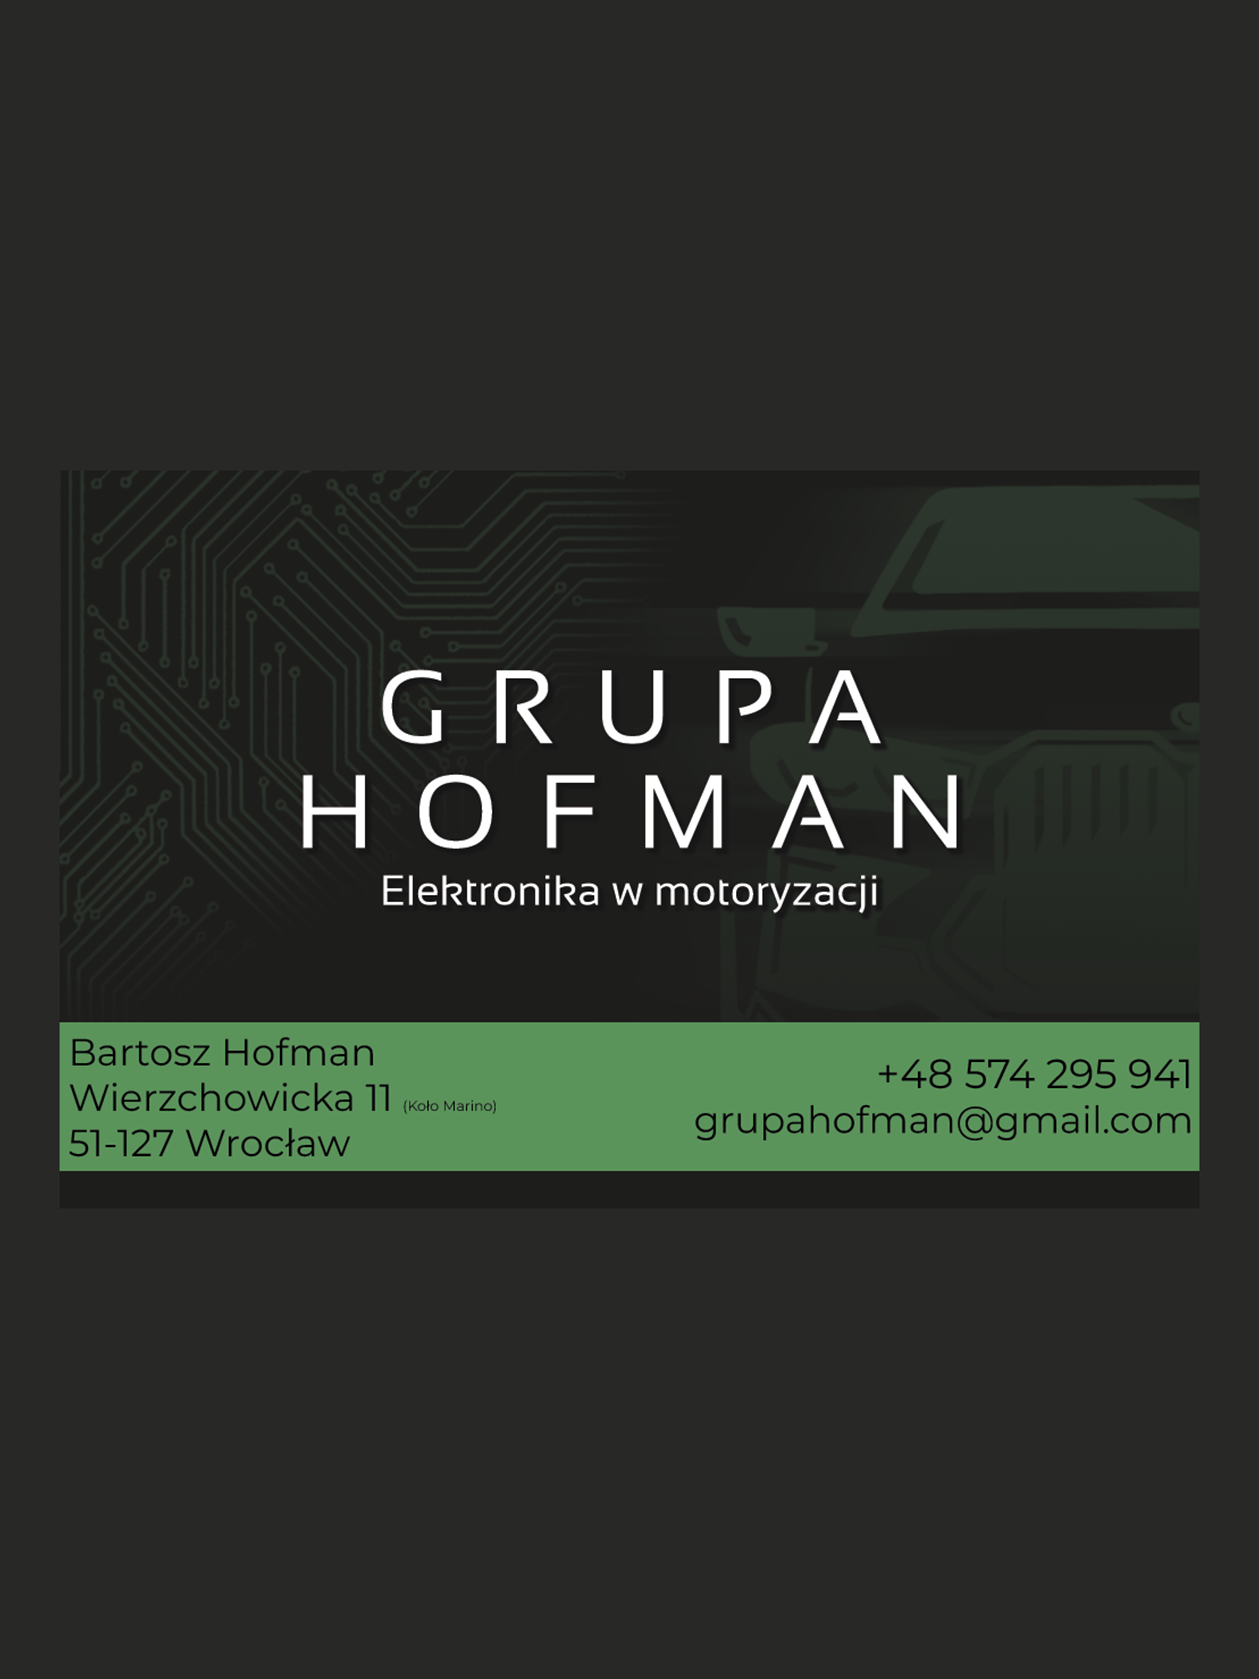 GRUPA
HOFMAN
Elektronika w motoryzacji
Bartosz Hofman
Wierzchowicka 11 (Koło Marino)
51-127 Wrocław
+48 574 295 941
grupahofman@gmail.com